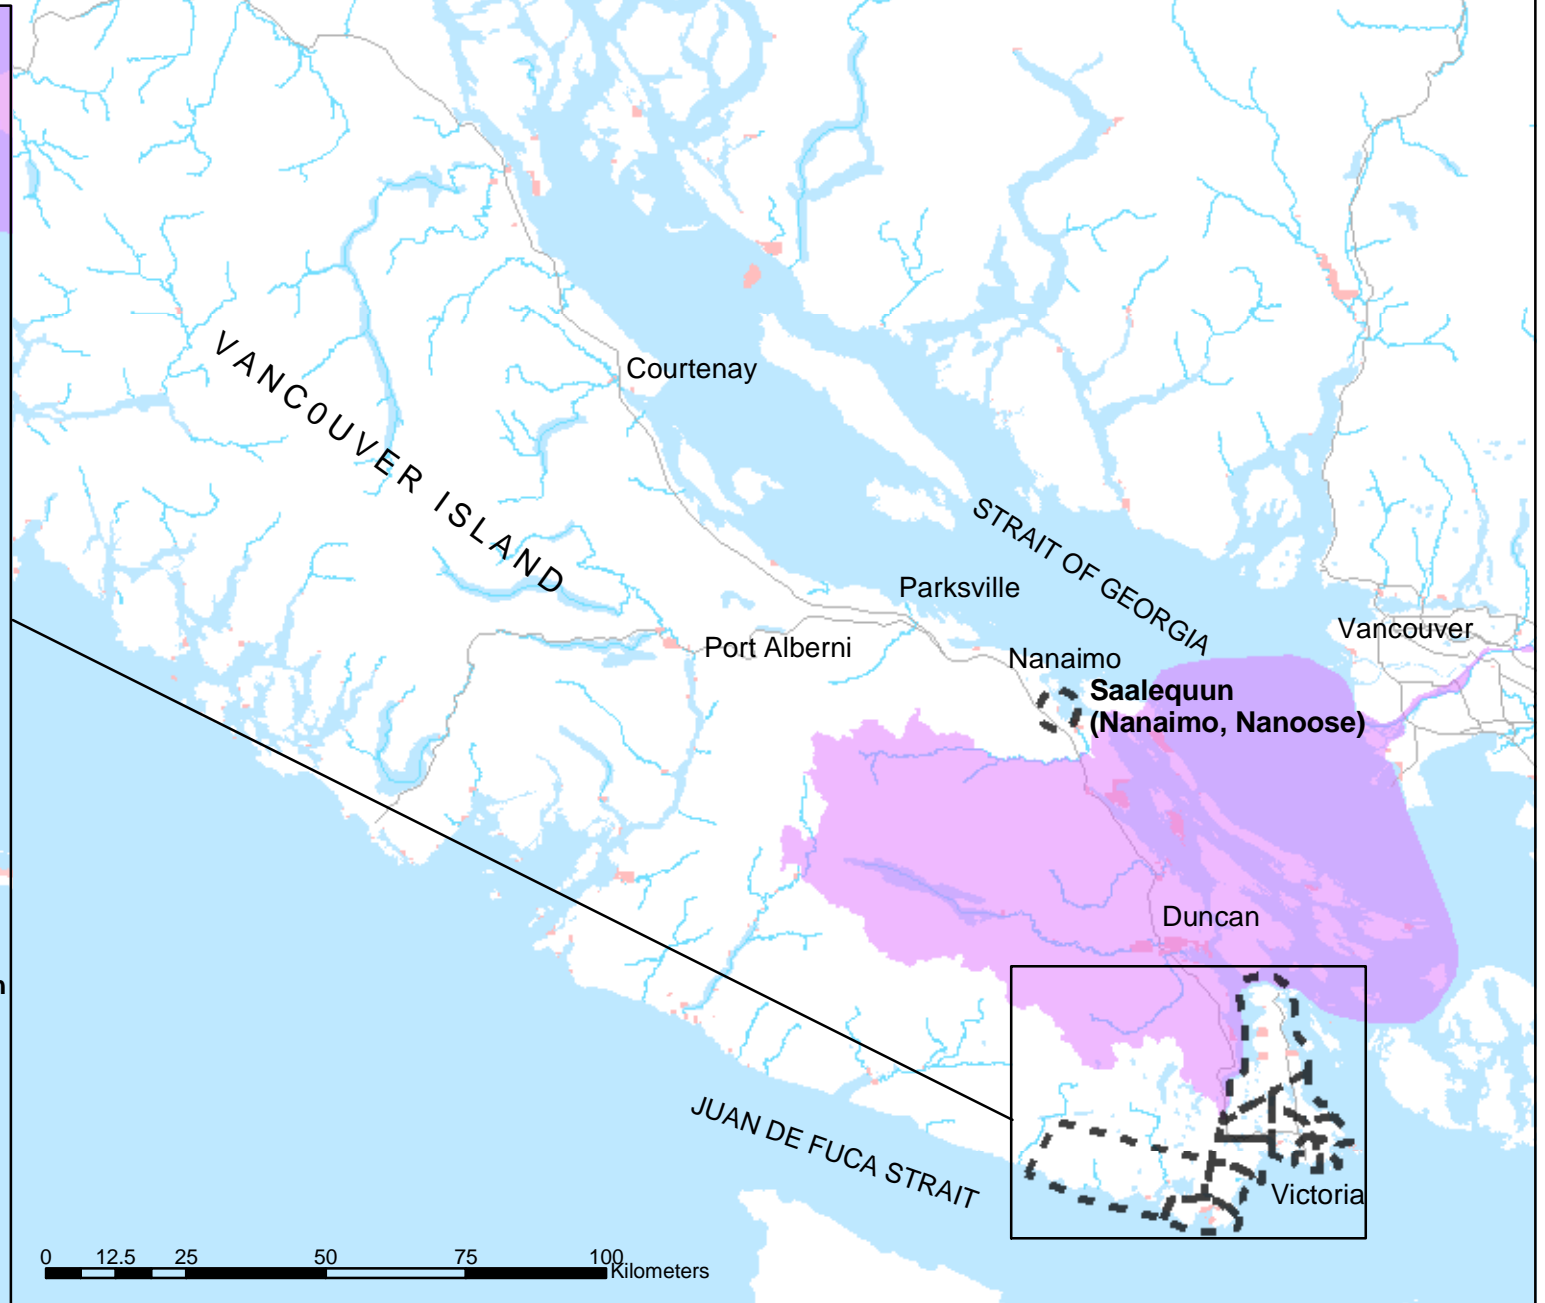 VANC0UVER ISLAND
Courtenay
STRAIT OF GEORGIA
Parksville
Vancouver
Port Alberni
Nanaimo
Saalequun
(Nanaimo, Nanoose)
Duncan
n
JUAN DE FUCA STRAIT
Victoria
0 12.5 25 50 75 100
Kilometers